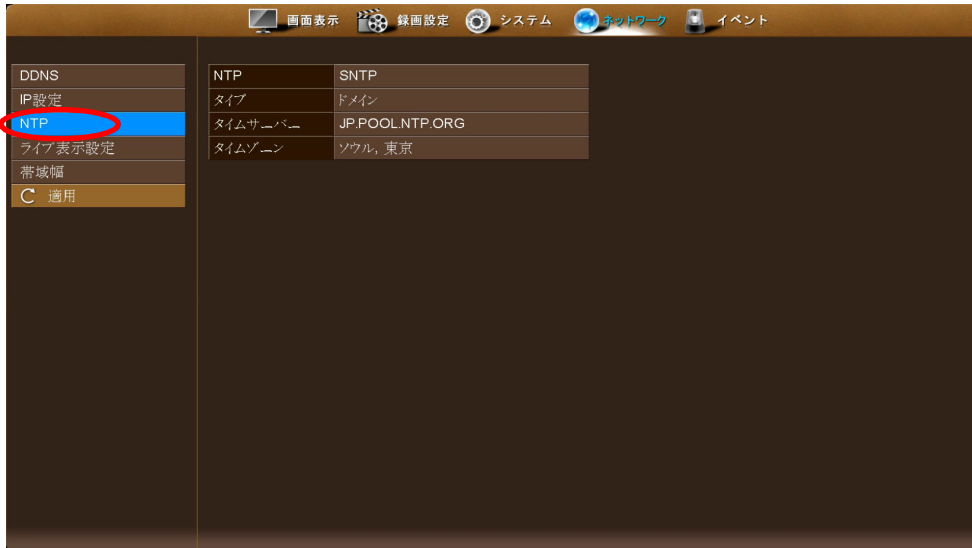 画面表示 録画設定 システム ネットワーク イベント
DDNS
IP設定
NTP
ライブ表示設定
帯域幅
適用
NTP SNTP
タイプ ドメイン
タイムサーバー JP.POOL.NTP.ORG
タイムゾーン ソウル, 東京